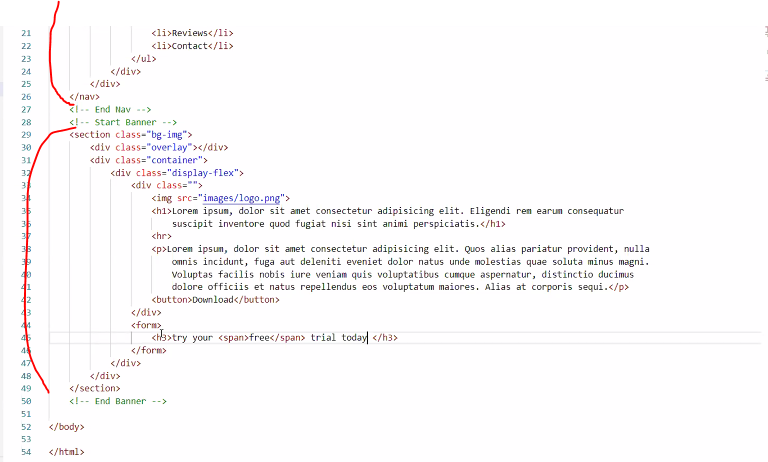 21 <li>Reviews</li>
22 <li>Contact</li>
23 </ul>
24 </div>
25 </div>
26 </nav>
27 <!-- End Nav -->
28 <!-- Start Banner -->
29 <section class="bg-img">
30 <div class="overlay"></div>
31 <div class="container">
32 <div class="display-flex">
33 <div class="">
34 <img src="images/logo.png">
35 <h1>Lorem ipsum, dolor sit amet consectetur adipisicing elit. Eligendi rem earum consequatur
36 suscipit inventore quod fugiat nisi sint animi perspiciatis.</h1>
37 <hr>
38 <p>Lorem ipsum, dolor sit amet consectetur adipisicing elit. Quos alias pariatur provident, nulla
39 omnis incidunt, fuga aut deleniti eveniet dolor natus unde molestias quae soluta minus magni.
40 Voluptas facilis nobis iure veniam quis voluptatibus cumque aspernatur, distinctio ducimus
41 dolore officiis et natus repellendus eos voluptatum maiores. Alias at corporis sequi.</p>
42 <button>Download</button>
43 </div>
44 <form>
45 <h3>try your <span>free</span> trial today </h3>
46 </form>
47 </div>
48 </div>
49 </section>
50 <!-- End Banner -->
51
52 </body>
53
54 </html>